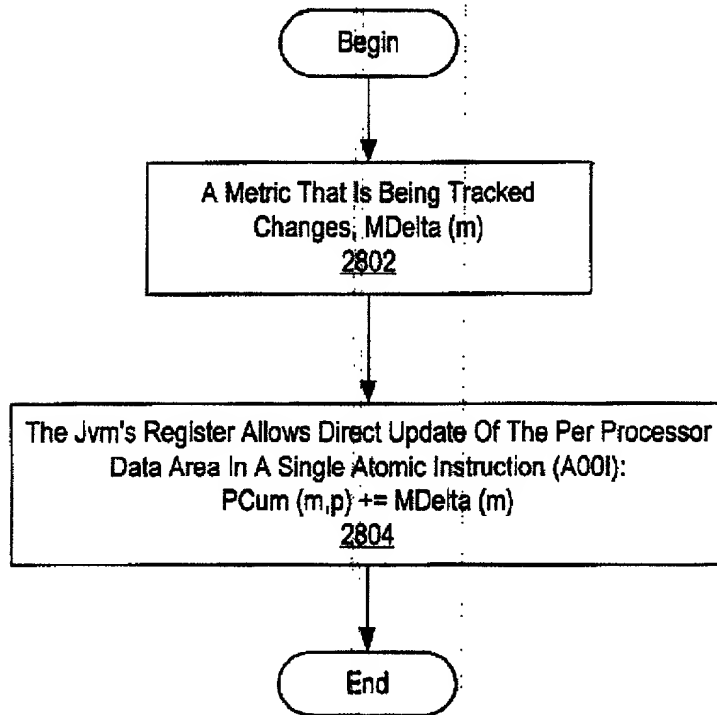 Begin
A Metric That Is Being Tracked
Changes, MDelta (m)
2802
The Jvm's Register Allows Direct Update Of The Per Processor
Data Area In A Single Atomic Instruction (A00I):
PCum (m,p) += MDelta (m)
2804
End